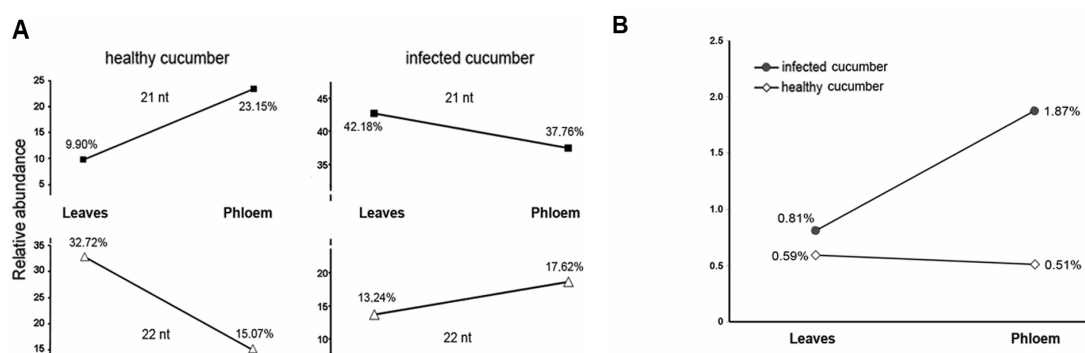 A
healthy cucumber
infected cucumber
Relative abundance
25
20
15
10
5
21 nt
9.90%
23.15%
45
40
35
21 nt
42.18%
37.76%
Leaves
Phloem
Leaves
Phloem
35
30
25
20
15
32.72%
15.07%
22 nt
20
15
10
13,24%
17.62%
22 nt
B
2.5
2.0
1.5
1.0
0.5
0
infected cucumber
healthy cucumber
1.87%
0.81%
0.59%
0.51%
Leaves
Phloem